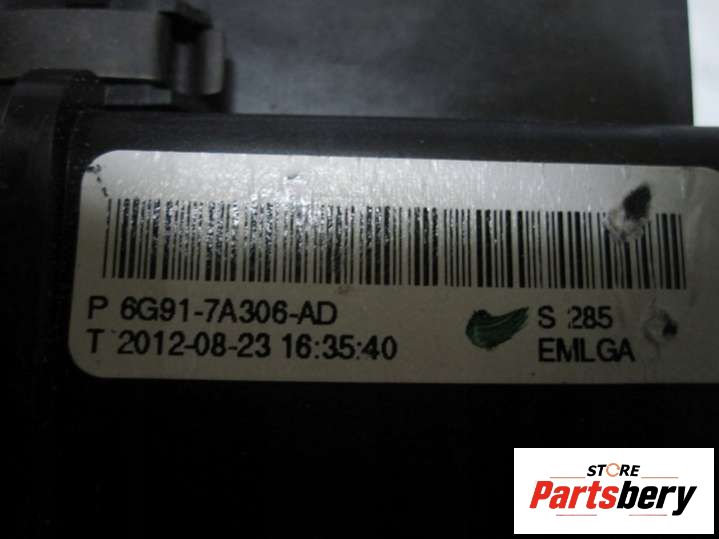 P 6G91-7A306-AD
T 2012-08-23 16:35:40
S 285
EMLGA
STORE
Partsbery